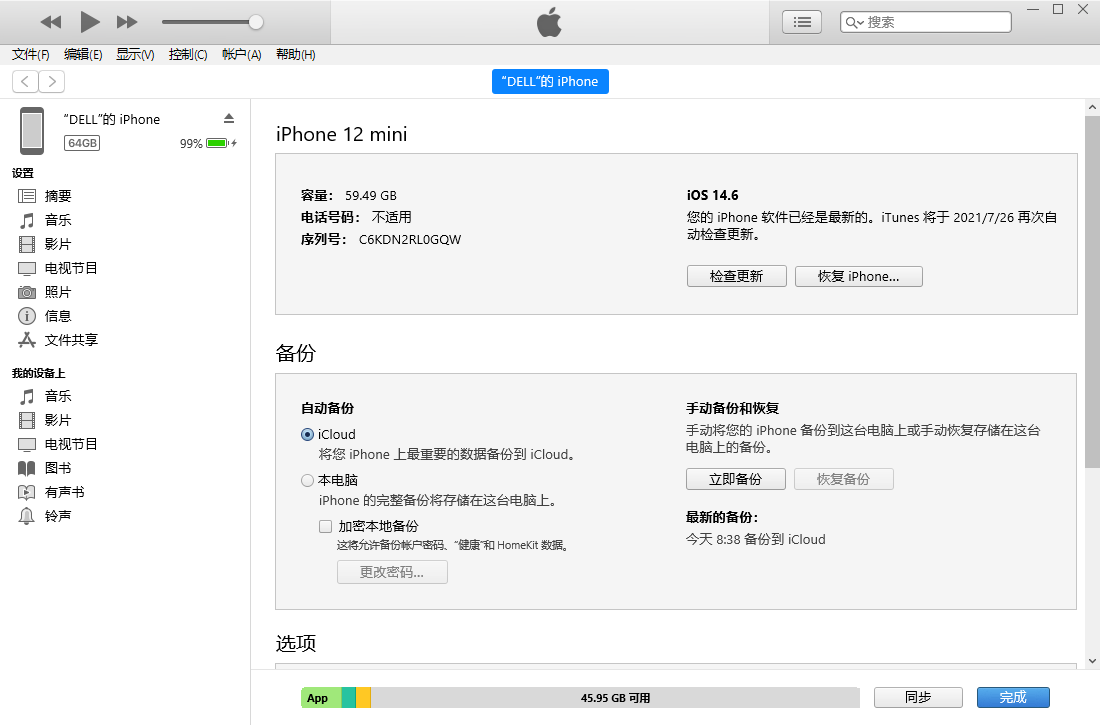 搜索
文件(F) 编辑(E) 显示(V) 控制(C) 帐户(A) 帮助(H)
“DELL”的 iPhone
“DELL”的 iPhone
64GB
99%
设置
摘要
音乐
影片
电视节目
照片
信息
文件共享
我的设备上
音乐
影片
电视节目
图书
有声书
铃声
iPhone 12 mini
容量： 59.49 GB
电话号码： 不适用
序列号： C6KDN2RL0GQW
iOS 14.6
您的 iPhone 软件已经是最新的。iTunes 将于 2021/7/26 再次自
动检查更新。
检查更新
恢复 iPhone...
备份
自动备份
iCloud
将您 iPhone 上最重要的数据备份到 iCloud。
本电脑
iPhone 的完整备份将存储在这台电脑上。
加密本地备份
这将允许备份帐户密码、“健康”和 HomeKit 数据。
更改密码...
手动备份和恢复
手动将您的 iPhone 备份到这台电脑上或手动恢复存储在这台
电脑上的备份。
立即备份
恢复备份
最新的备份：
今天 8:38 备份到 iCloud
选项
App
45.95 GB 可用
同步
完成